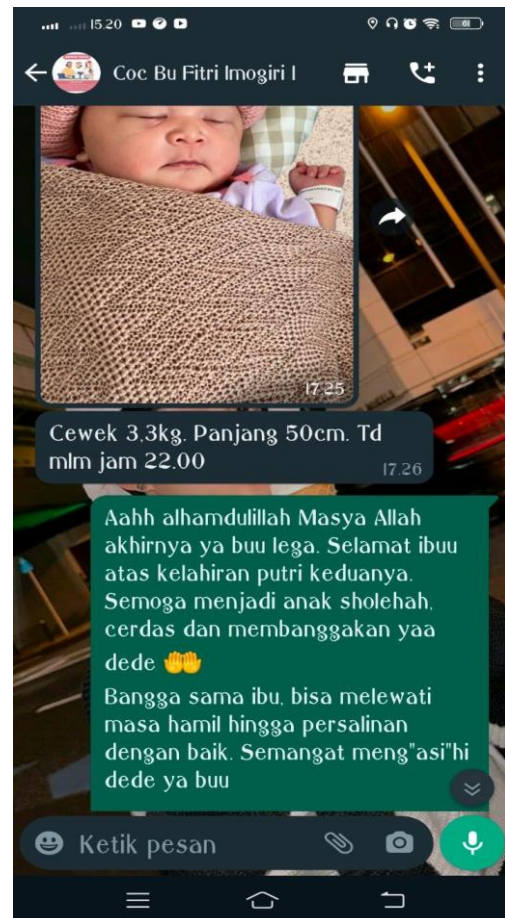 15.20
61
Coc Bu Fitri Imogiri 1
17.25
Cewek 3,3kg. Panjang 50cm. Td
mlm jam 22.00
17.26
Aahh alhamdulillah Masya Allah
akhirnya ya buu lega. Selamat ibuu
atas kelahiran putri keduanya.
Semoga menjadi anak sholehah,
cerdas dan membanggakan yaa
dede 🤲🤲
Bangga sama ibu, bisa melewati
masa hamil hingga persalinan
dengan baik. Semangat meng"asi"hi
dede ya buu
Ketik pesan